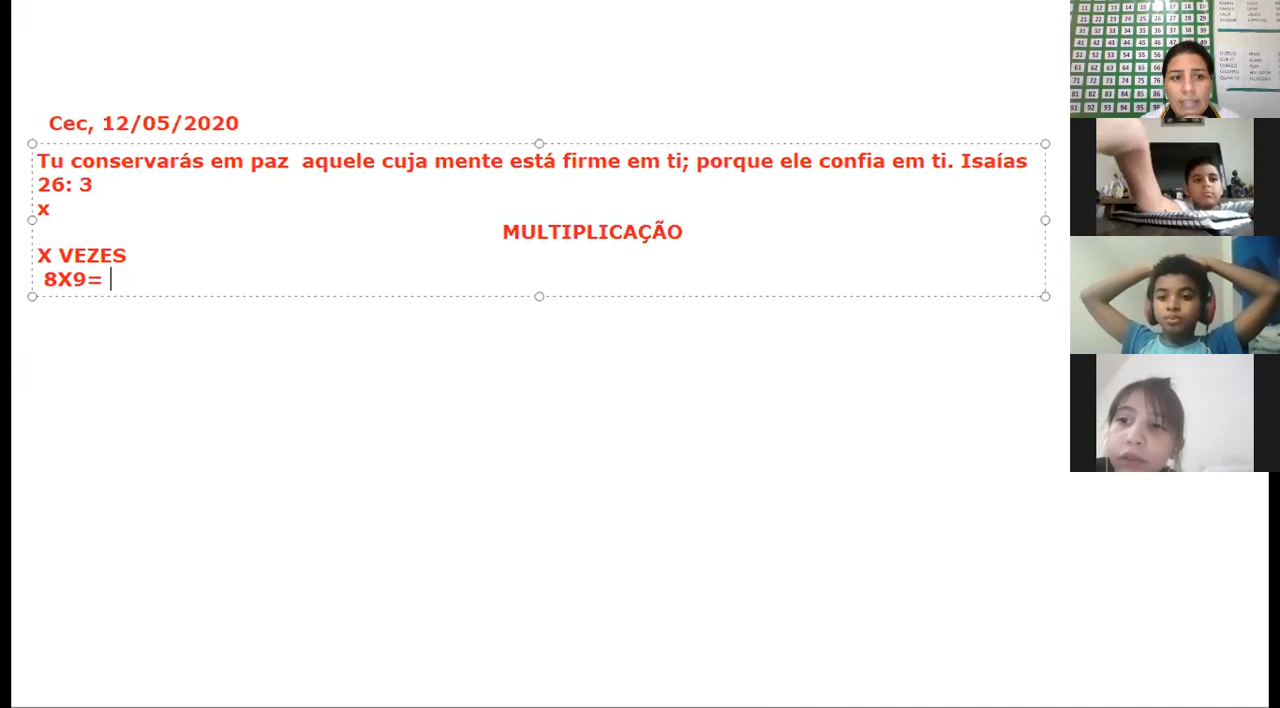 Cec, 12/05/2020
Tu conservarás em paz  aquele cuja mente está firme em ti; porque ele confia em ti. Isaías
26: 3
x
MULTIPLICAÇÃO
X VEZES
8X9=